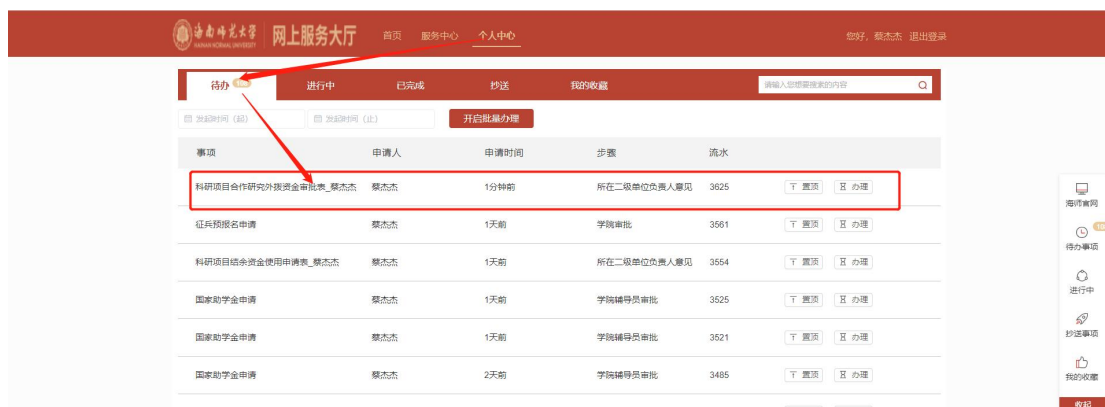 海南师范大学 网上服务大厅 首页 服务中心 个人中心 您好，蔡杰杰 退出登录
HAINAN NORMAL UNIVERSITY
待办 进行中 已完成 抄送 我的收藏 请输入您想要搜索的内容
发起时间（起） 发起时间（止） 开启批量办理
事项 申请人 申请时间 步骤 流水
科研项目合作研究外拨资金审批表_蔡杰杰 蔡杰杰 1分钟前 所在二级单位负责人意见 3625 置顶 办理
征兵预报名申请 蔡杰杰 1天前 学院审批 3561 置顶 办理
科研项目结余资金使用申请表_蔡杰杰 蔡杰杰 1天前 所在二级单位负责人意见 3554 置顶 办理
国家助学金申请 蔡杰杰 1天前 学院辅导员审批 3525 置顶 办理
国家助学金申请 蔡杰杰 1天前 学院辅导员审批 3521 置顶 办理
国家助学金申请 蔡杰杰 2天前 学院辅导员审批 3485 置顶 办理
海师官网
待办事项
进行中
抄送事项
我的收藏
收起